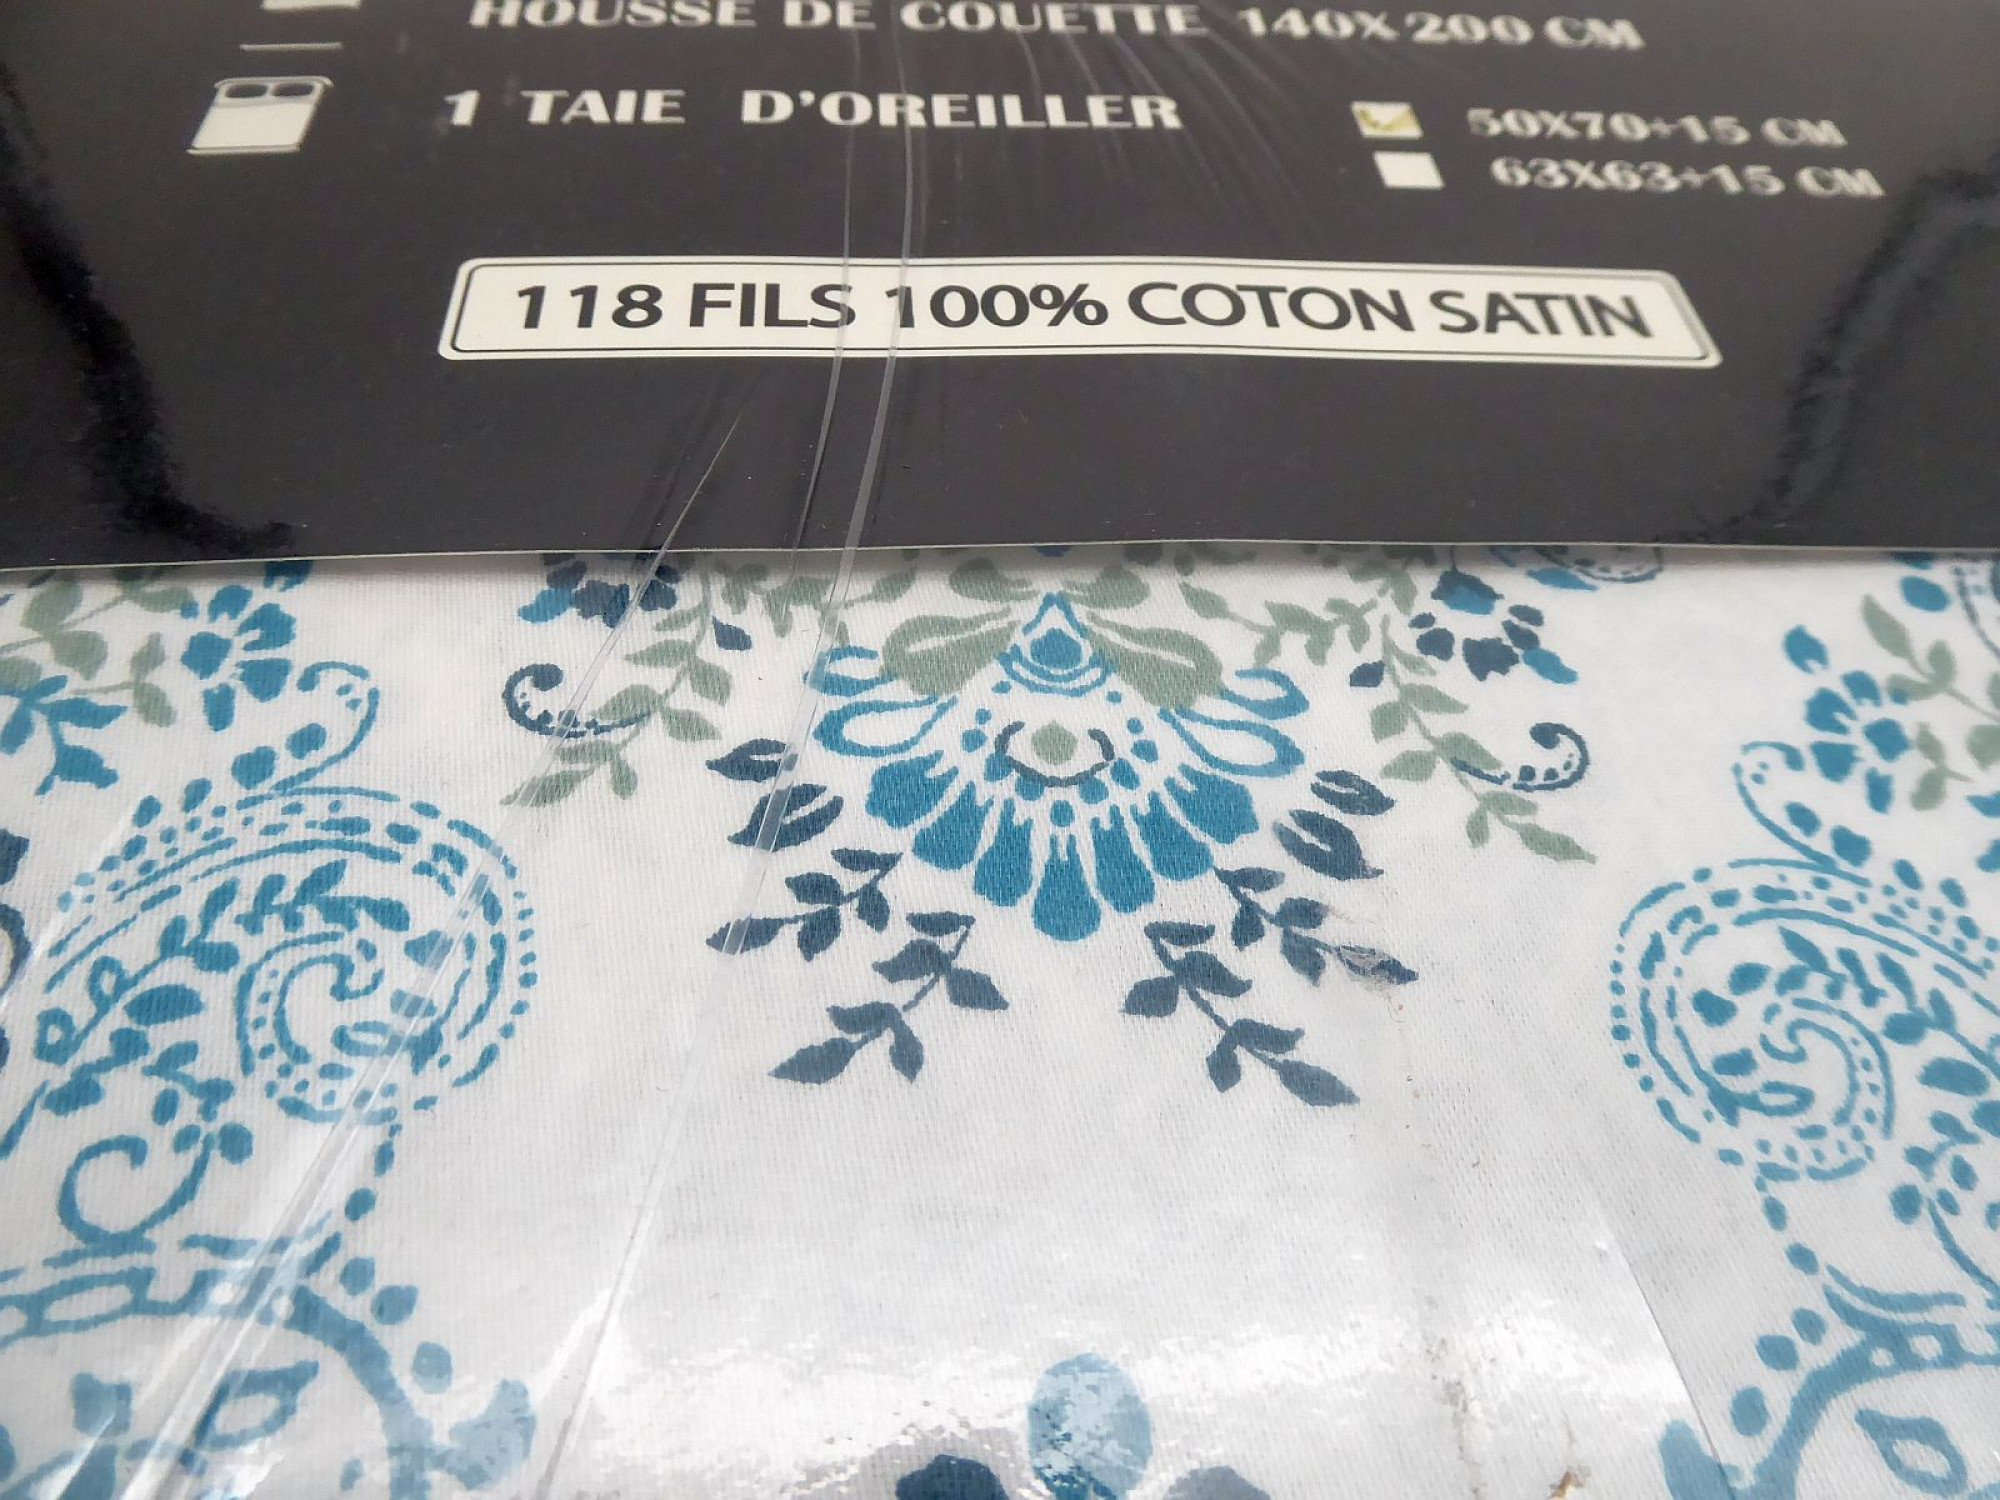 HOUSSE DE COUETTE 140X200 CM
1 TAIE D'OREILLER
50X70+15 CM
63X63+15 CM
118 FILS 100% COTON SATIN